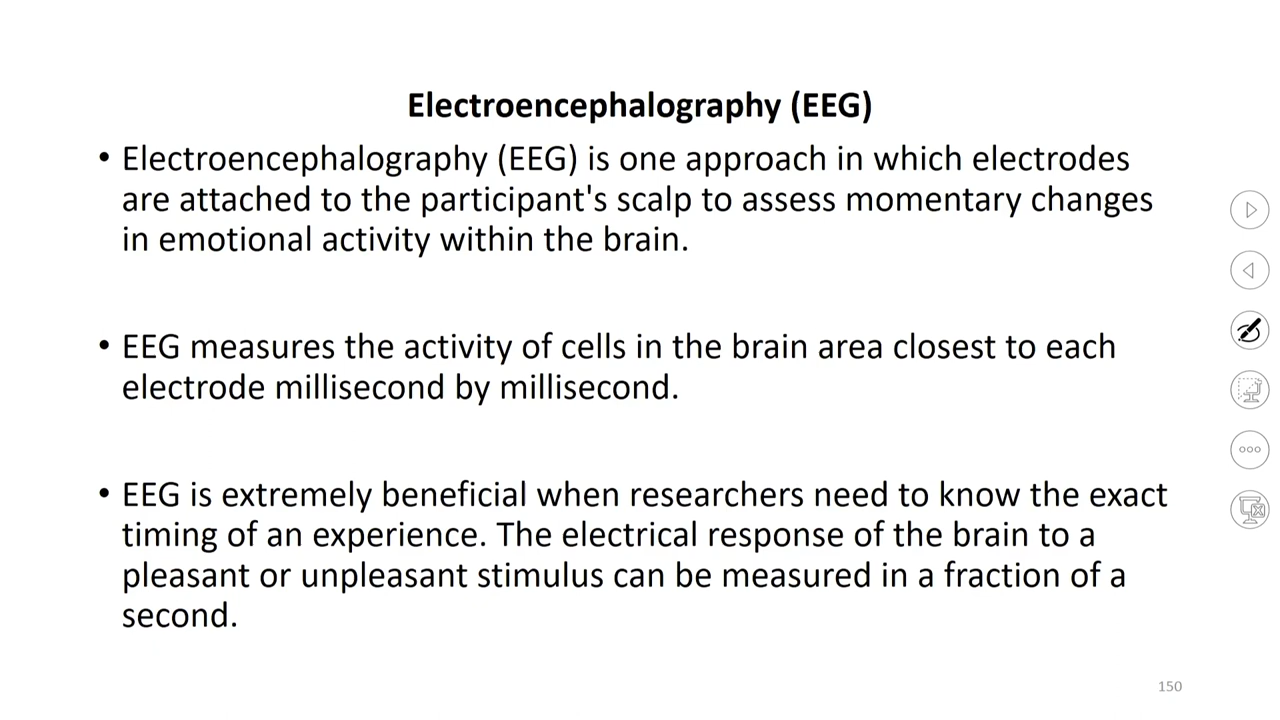 Electroencephalography (EEG)
• Electroencephalography (EEG) is one approach in which electrodes
are attached to the participant's scalp to assess momentary changes
in emotional activity within the brain.
• EEG measures the activity of cells in the brain area closest to each
electrode millisecond by millisecond.
• EEG is extremely beneficial when researchers need to know the exact
timing of an experience. The electrical response of the brain to a
pleasant or unpleasant stimulus can be measured in a fraction of a
second.
150